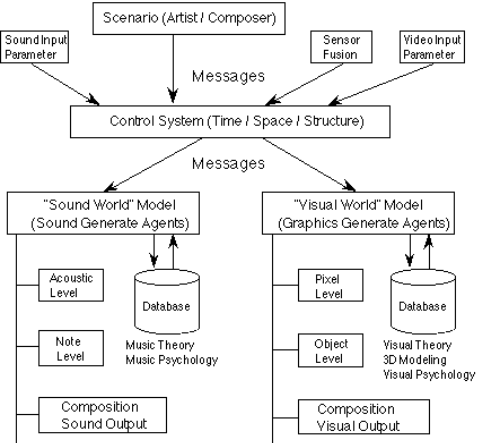 Scenario (Artist / Composer)
Sound Input
Parameter
Sensor
Fusion
Video Input
Parameter
Messages
Control System (Time / Space / Structure)
Messages
"Sound World" Model
(Sound Generate Agents)
"Visual World" Model
(Graphics Generate Agents)
Acoustic
Level
Database
Pixel
Level
Database
Note
Level
Music Theory
Music Psychology
Object
Level
Visual Theory
3D Modeling
Visual Psychology
Composition
Sound Output
Composition
Visual Output